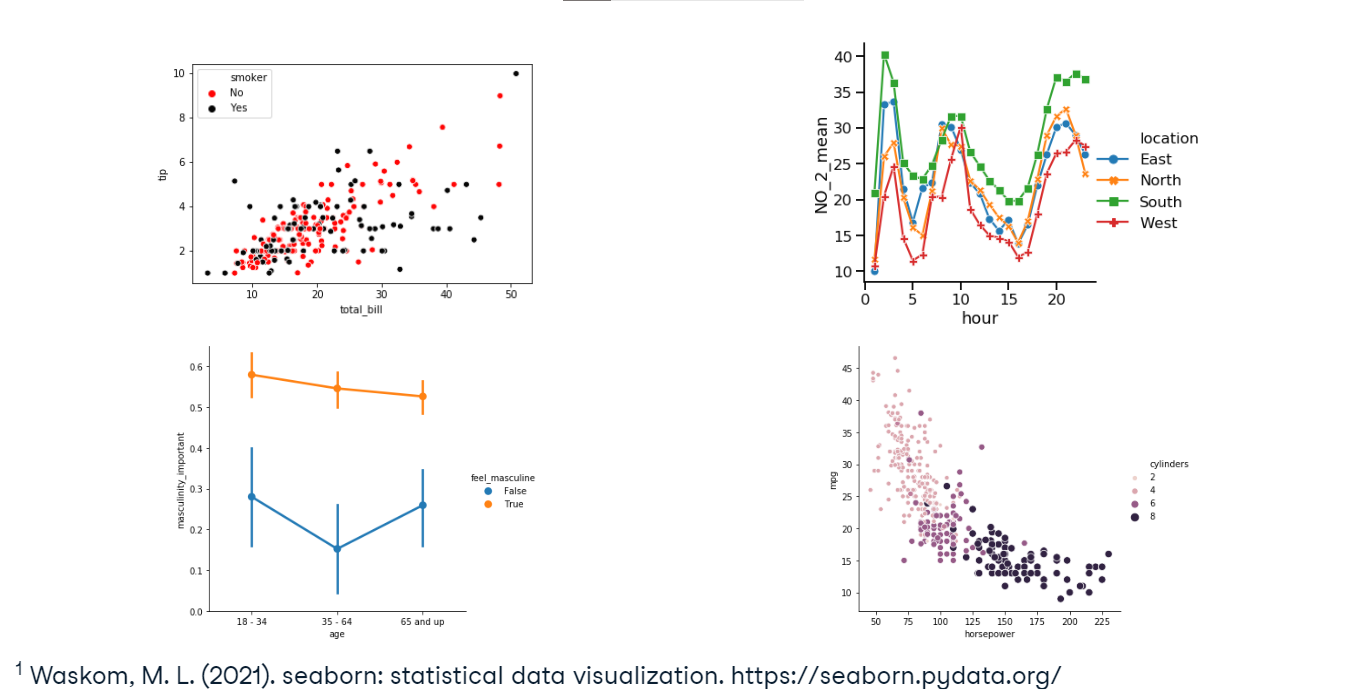 smoker
No
Yes
10
8
6
4
2
tip
10 20 30 40 50
total_bill
40
35
30
25
20
15
10
NO_2_mean
0 5 10 15 20
hour
location
East
North
South
West
0.6
0.5
0.4
0.3
0.2
0.1
0.0
masculinity_important
18 - 34 35 - 64 65 and up
age
feel_masculine
False
True
45
40
35
30
25
20
15
10
mpg
50 75 100 125 150 175 200 225
horsepower
cylinders
2
4
6
8
1 Waskom, M. L. (2021). seaborn: statistical data visualization. https://seaborn.pydata.org/